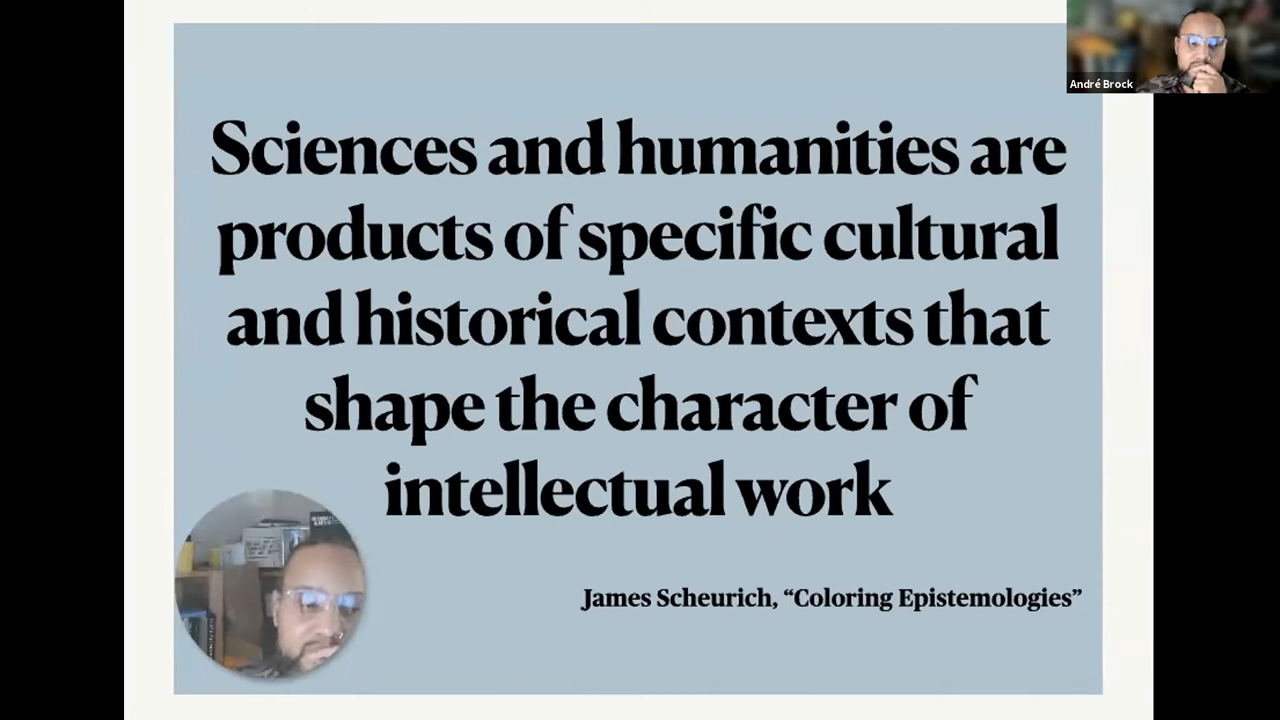 André Brock
Sciences and humanities are
products of specific cultural
and historical contexts that
shape the character of
intellectual work
James Scheurich, “Coloring Epistemologies”